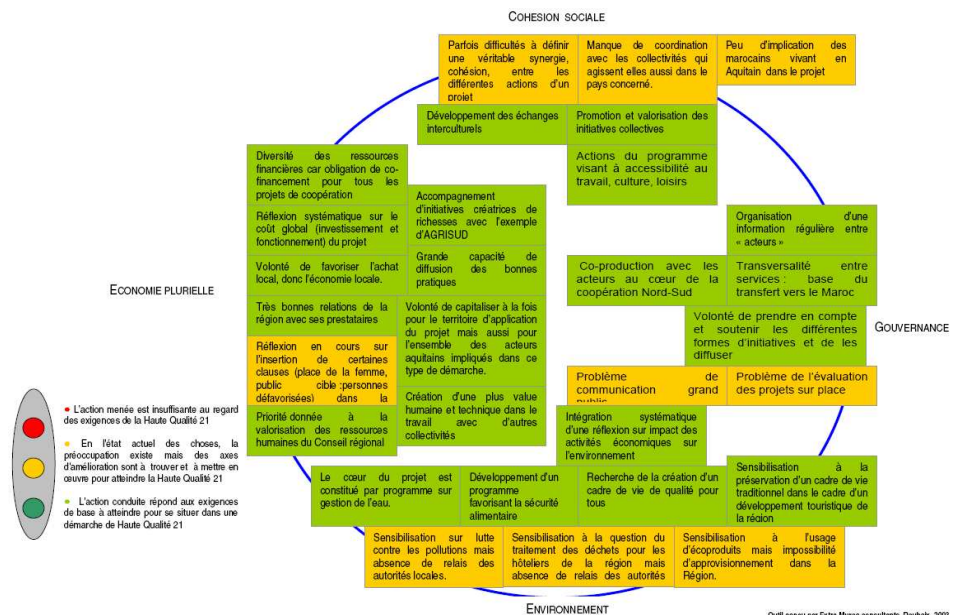 COHESION SOCIALE
Parfois difficultés à définir
une véritable synergie,
cohésion, entre les
différentes actions d'un
projet
Manque de coordination
avec les collectivités qui
agissent elles aussi dans le
pays concerné.
Peu d'implication des
marocains vivant en
Aquitain dans le projet
Développement des échanges
interculturels
Promotion et valorisation des
initiatives collectives
Actions du programme
visant à accessibilité au
travail, culture, loisirs
Diversité des ressources
financières car obligation de co-
financement pour tous les
projets de coopération
Réflexion systématique sur le
coût global (investissement et
fonctionnement) du projet
Volonté de favoriser l'achat
local, donc l'économie locale.
Très bonnes relations de la
région avec ses prestataires
Réflexion en cours sur
l'insertion de certaines
clauses (place de la femme,
public cible :personnes
défavorisées) dans la
Priorité donnée à la
valorisation des ressources
humaines du Conseil régional
Accompagnement
d'initiatives créatrices de
richesses avec l'exemple
d'AGRISUD
Grande capacité de
diffusion des bonnes
pratiques
Volonté de capitaliser à la fois
pour le territoire d'application
du projet mais aussi pour
l'ensemble des acteurs
aquitains impliqués dans ce
type de démarche.
Création d'une plus value
humaine et technique dans le
travail avec d'autres
collectivités
ECONOMIE PLURIELLE
Organisation d'une
information régulière entre
« acteurs »
Co-production avec les
acteurs au cœur de la
coopération Nord-Sud
Transversalité entre
services : base du
transfert vers le Maroc
Volonté de prendre en compte
et soutenir les différentes
formes d'initiatives et de les
diffuser
GOUVERNANCE
Problème de
communication grand
public
Problème de l'évaluation
des projets sur place
Intégration systématique
d'une réflexion sur impact des
activités économiques sur
l'environnement
Le cœur du projet est
constitué par programme sur
gestion de l'eau.
Développement d'un
programme
favorisant la sécurité
alimentaire
Recherche de la création d'un
cadre de vie de qualité pour
tous
Sensibilisation à la
préservation d'un cadre de vie
traditionnel dans le cadre d'un
développement touristique de
la région
Sensibilisation sur lutte
contre les pollutions mais
absence de relais des
autorités locales.
Sensibilisation à la question du
traitement des déchets pour les
hôteliers de la région mais
absence de relais des autorités
Sensibilisation à l'usage
d'écoproduits mais impossibilité
d'approvisionnement dans la
Région.
ENVIRONNEMENT
• L'action menée est insuffisante au regard
des exigences de la Haute Qualité 21
• En l'état actuel des choses, la
préoccupation existe mais des axes
d'amélioration sont à trouver et à mettre en
œuvre pour atteindre la Haute Qualité 21
• L'action conduite répond aux exigences
de base à atteindre pour se situer dans une
démarche de Haute Qualité 21